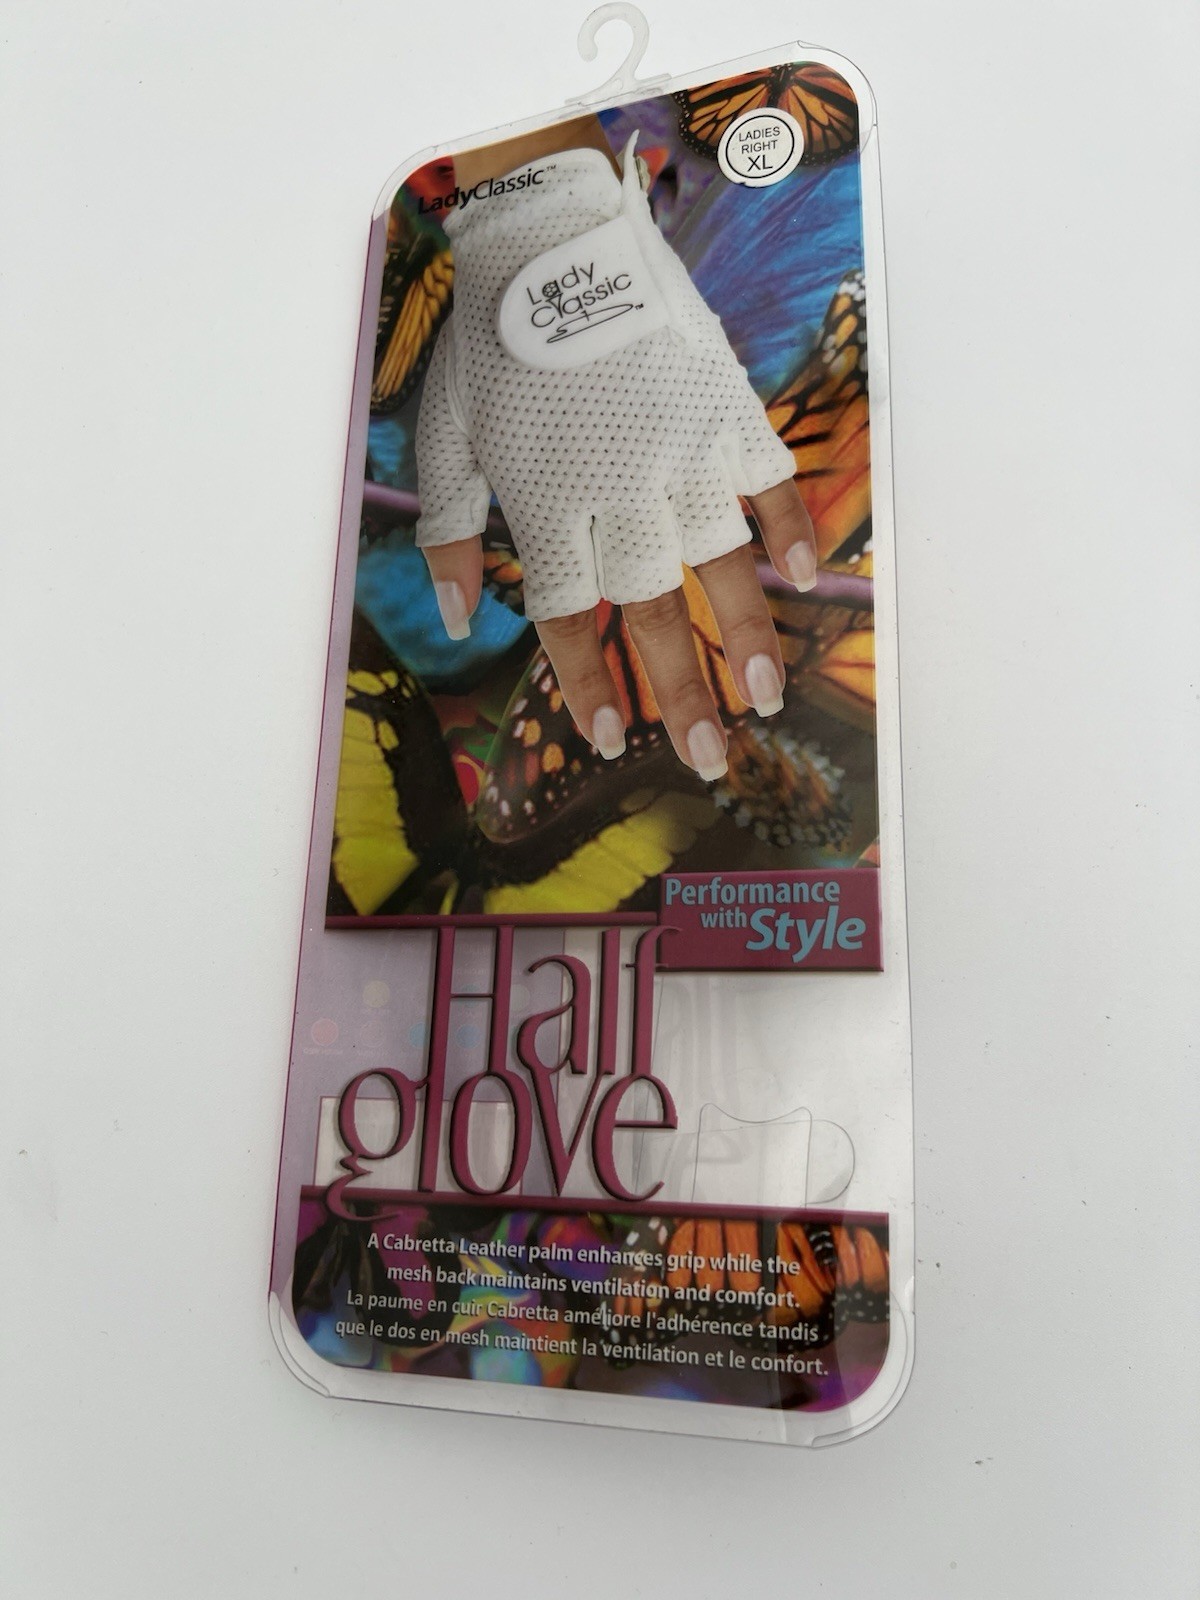 LADIES
RIGHT
XL
LadyClassic™
Lady
Classic
Performance
with Style
Half
glove
A Cabretta Leather palm enhances grip while the
mesh back maintains ventilation and comfort.
La paume en cuir Cabretta améliore l'adhérence tandis
que le dos en mesh maintient la ventilation et le confort.